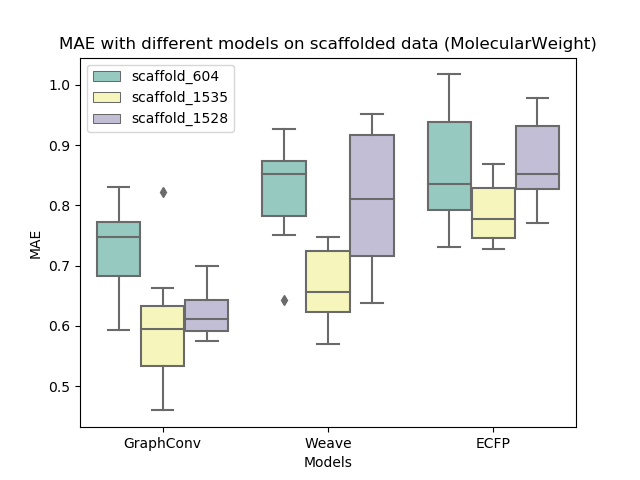 MAE with different models on scaffolded data (MolecularWeight)
scaffold_604
scaffold_1535
scaffold_1528
1.0
0.9
0.8
0.7
0.6
0.5
MAE
GraphConv
Weave
ECFP
Models